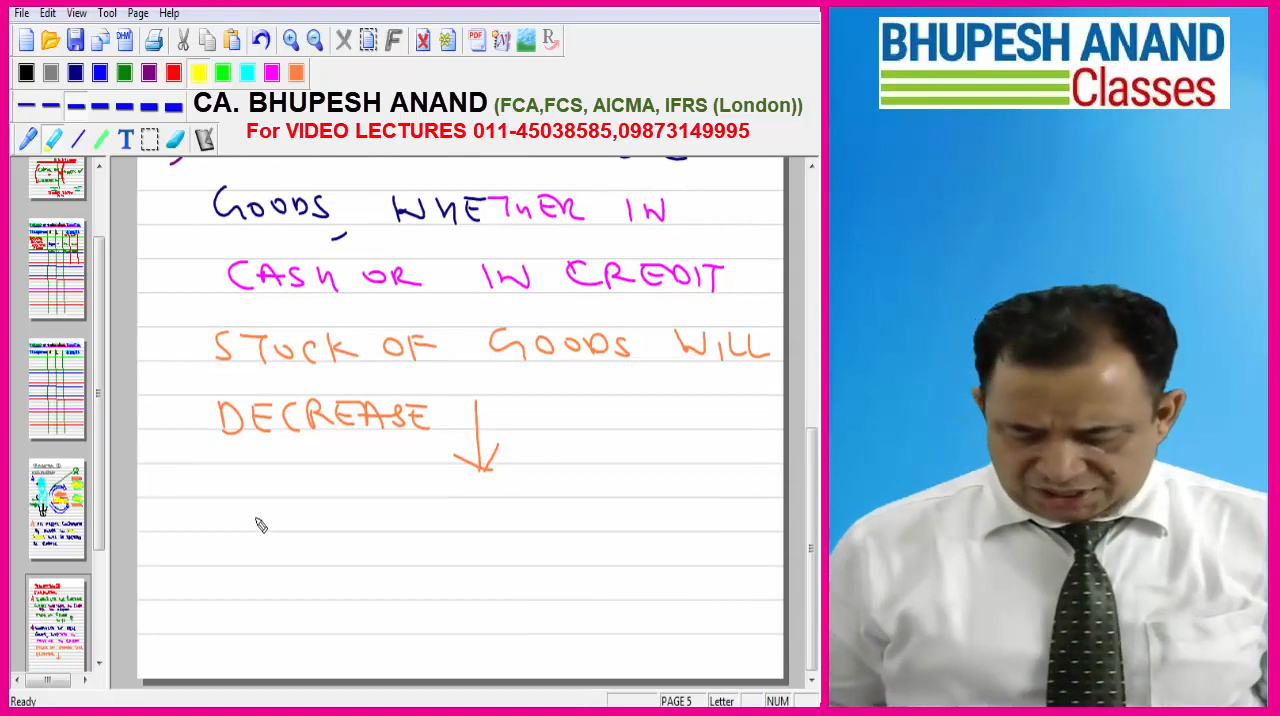 File Edit View Tool Page Help
BHUPESH ANAND
Classes
CA. BHUPESH ANAND (FCA,FCS, AICMA, IFRS (London))
For VIDEO LECTURES 011-45038585,09873149995
GOODS, WHETHER IN
CASH OR IN CREDIT
STOCK OF GOODS WILL
DECREASE
Ready PAGE 5 Letter NUM